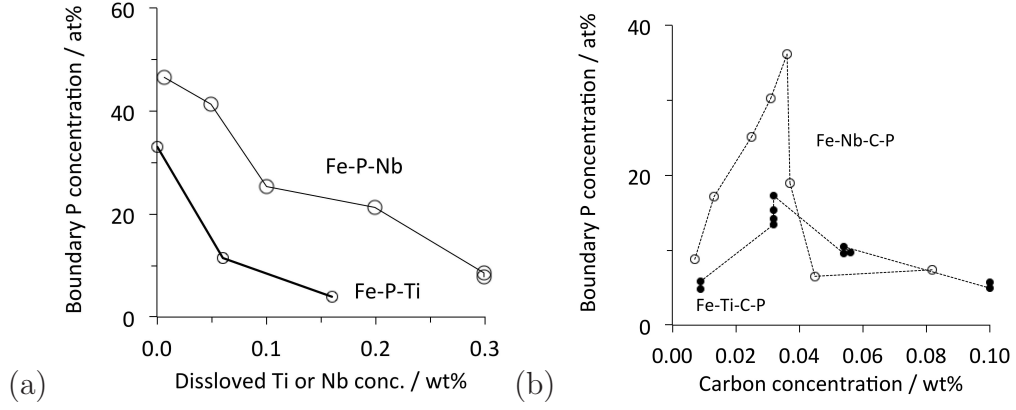 Boundary P concentration / at%
60
40
20
0
Fe-P-Nb
Fe-P-Ti
0.0 0.1 0.2 0.3
(a) Dissloved Ti or Nb conc. / wt%
Boundary P concentration / at%
40
20
0
Fe-Nb-C-P
Fe-Ti-C-P
0.00 0.02 0.04 0.06 0.08 0.10
(b) Carbon concentration / wt%